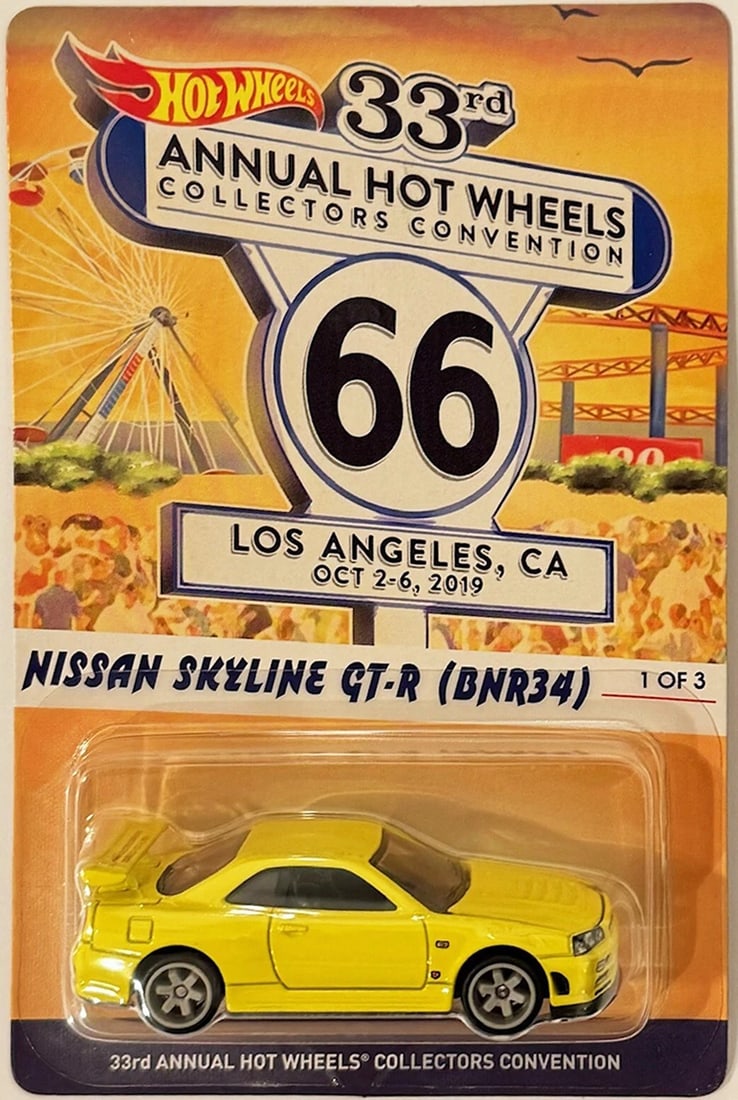 HOT WHEELS
33rd
ANNUAL HOT WHEELS
COLLECTORS CONVENTION
66
LOS ANGELES, CA
OCT 2-6, 2019
NISSAN SKYLINE GT-R (BNR34)
1 OF 3
33rd ANNUAL HOT WHEELS® COLLECTORS CONVENTION